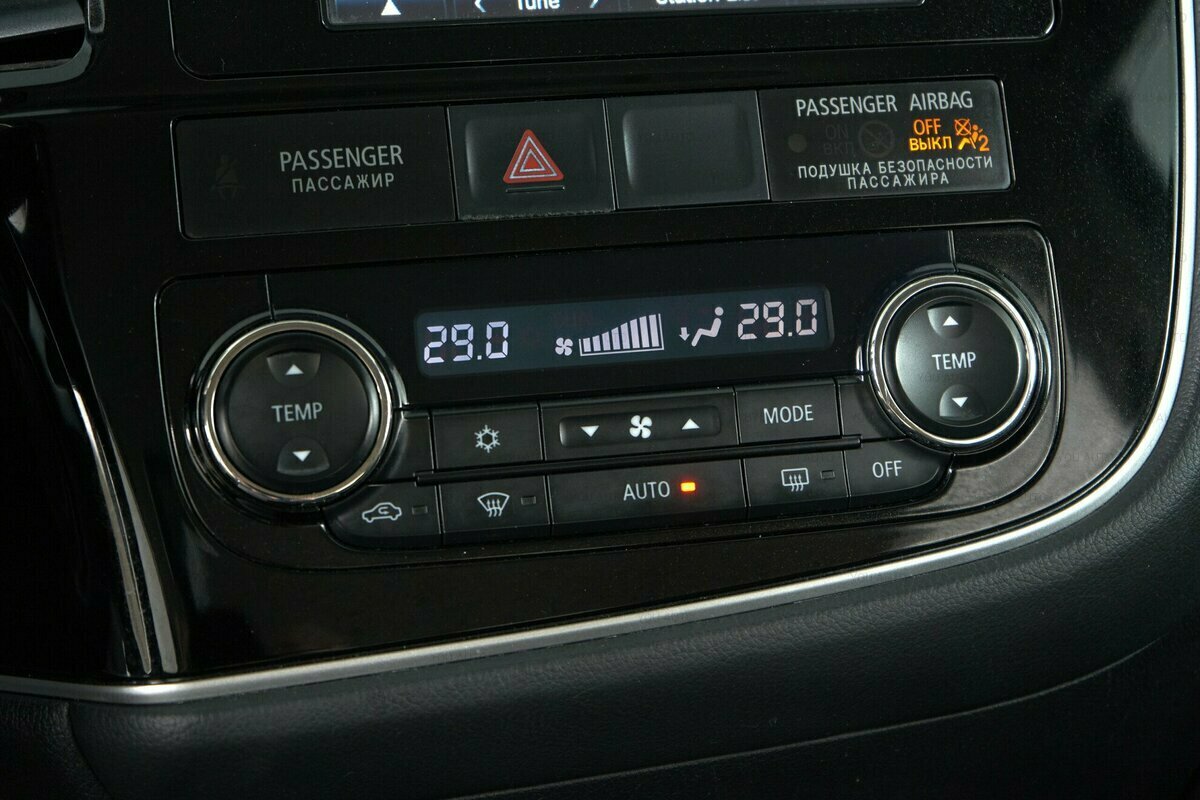 Tune
PASSENGER
ПАССАЖИР
PASSENGER AIRBAG
ON
ВКЛ
OFF
ВЫКЛ
2
ПОДУШКА БЕЗОПАСНОСТИ
ПАССАЖИРА
29.0
29.0
TEMP
TEMP
MODE
AUTO
OFF